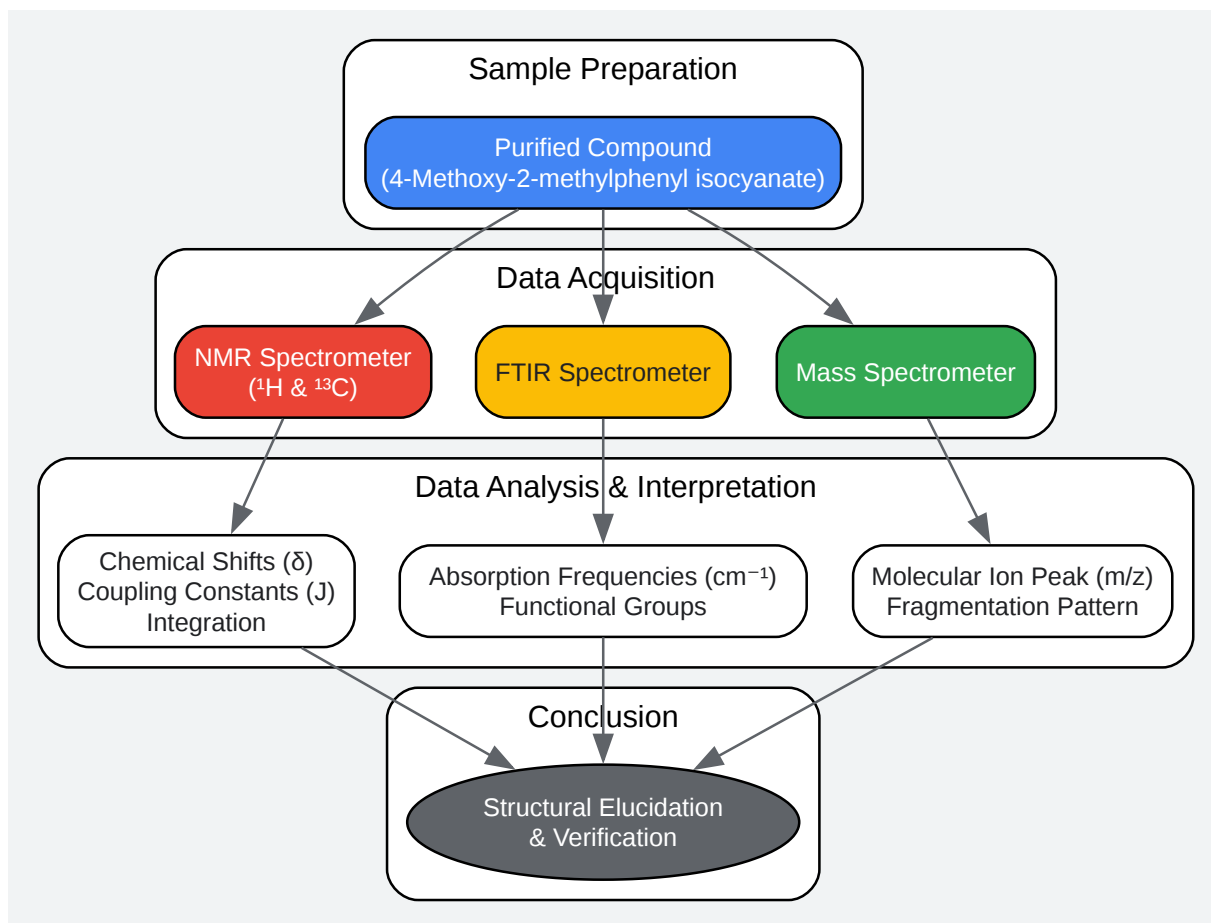 Sample Preparation
Purified Compound
(4-Methoxy-2-methylphenyl isocyanate)
Data Acquisition
NMR Spectrometer
(¹H & ¹³C)
FTIR Spectrometer
Mass Spectrometer
Data Analysis & Interpretation
Chemical Shifts (δ)
Coupling Constants (J)
Integration
Absorption Frequencies (cm⁻¹)
Functional Groups
Molecular Ion Peak (m/z)
Fragmentation Pattern
Conclusion
Structural Elucidation
& Verification